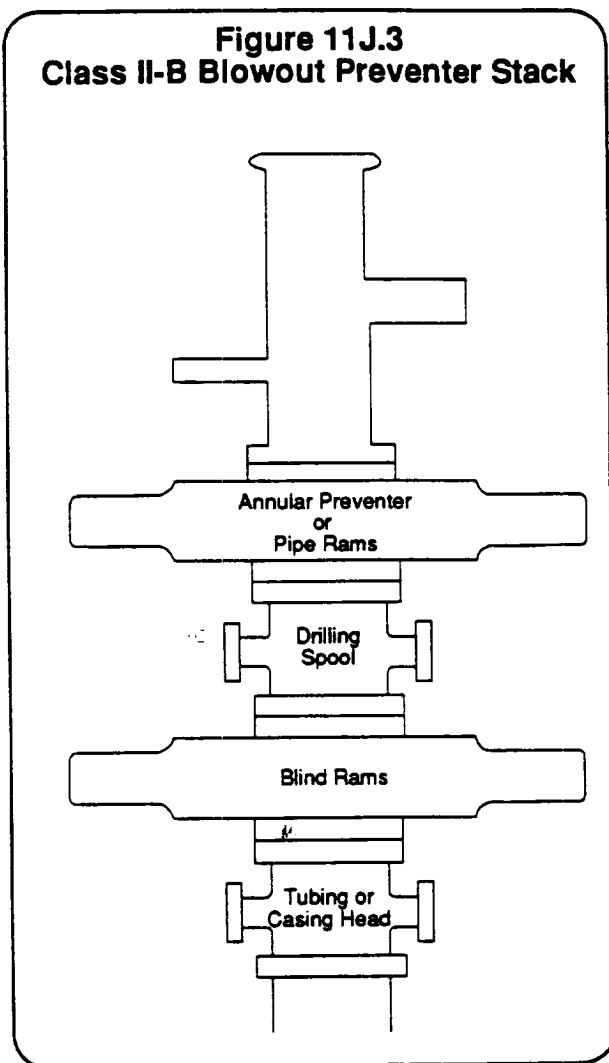 Figure 11J.3
Class II-B Blowout Preventer Stack
Annular Preventer
or
Pipe Rams
Drilling
Spool
Blind Rams
Tubing or
Casing Head